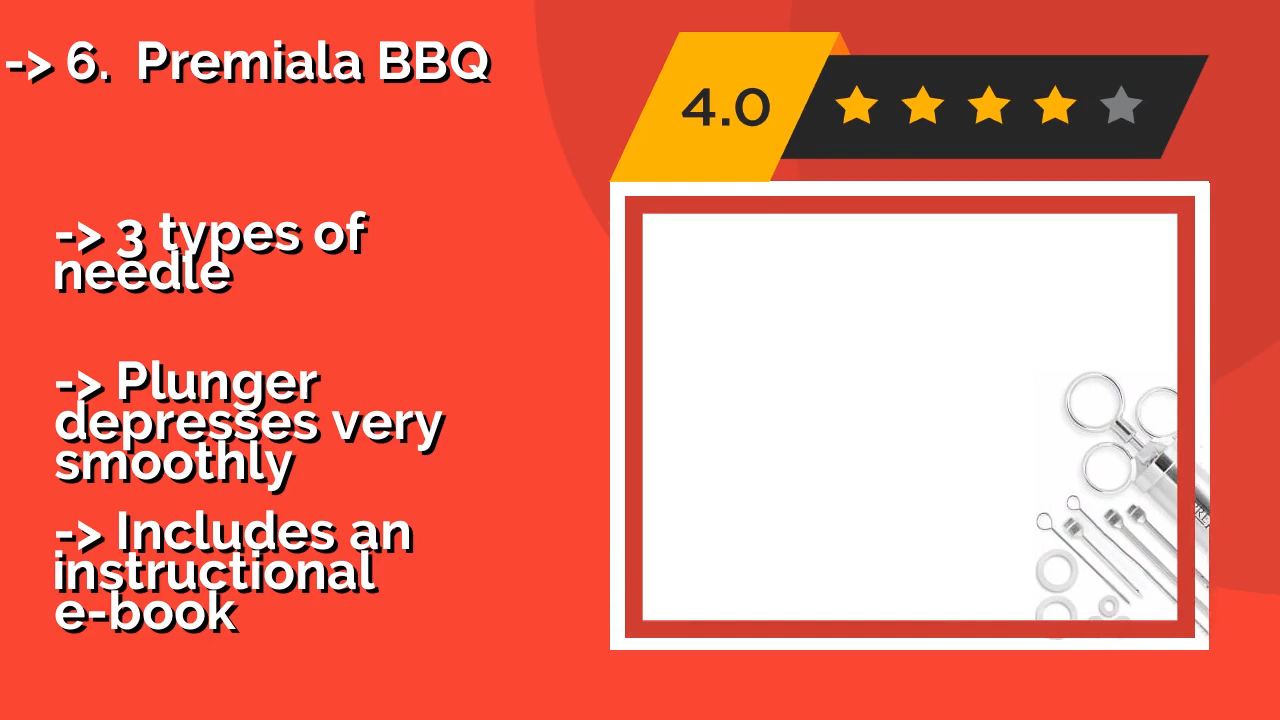 -> 6.  Premiala BBQ
4.0
-> 3 types of
needle
-> Plunger
depresses very
smoothly
-> Includes an
instructional
e-book